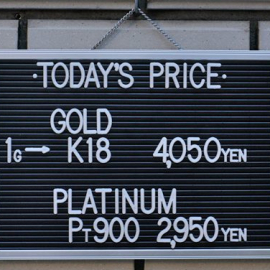 ·TODAY'S PRICE·
GOLD
1G→ K18 4,050YEN
PLATINUM
PT900 2,950YEN